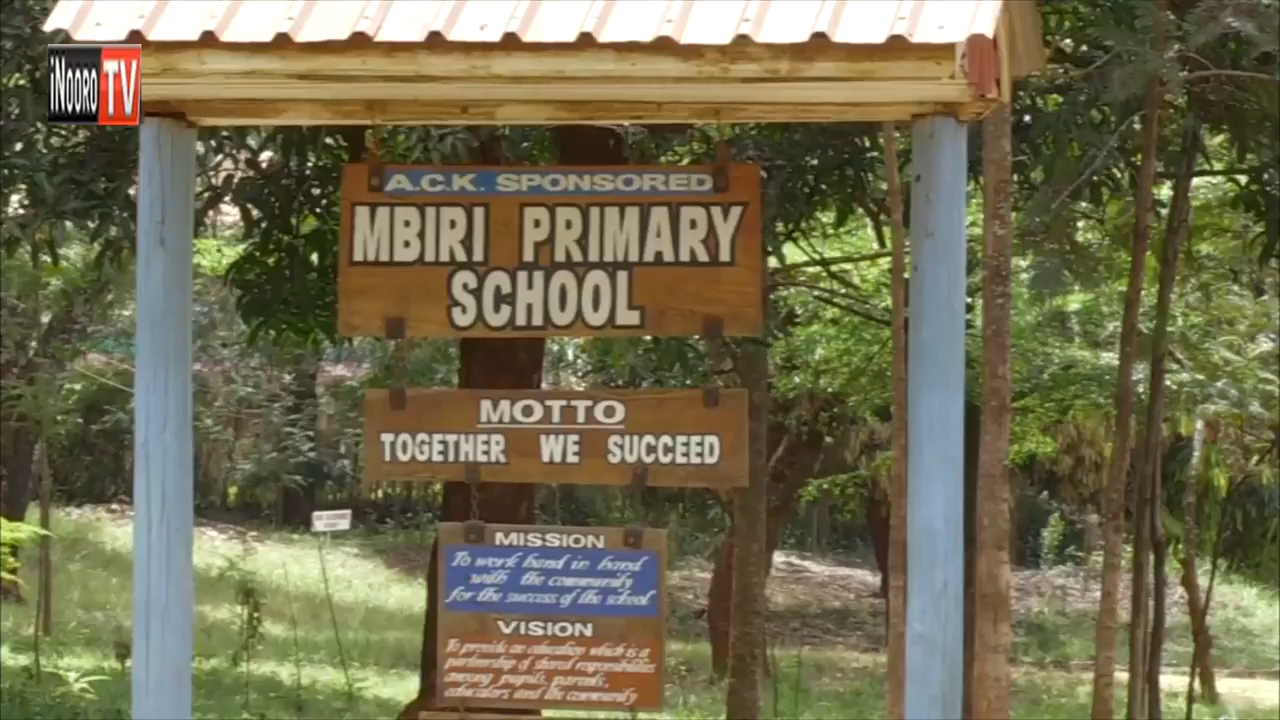 iNOORO TV
A.C.K. SPONSORED
MBIRI PRIMARY
SCHOOL
MOTTO
TOGETHER WE SUCCEED
MISSION
To work hand in hand
with the community
for the success of the school
VISION
To provide an education which is a
partnership of shared responsibilities
among pupils, parents,
educators and the community